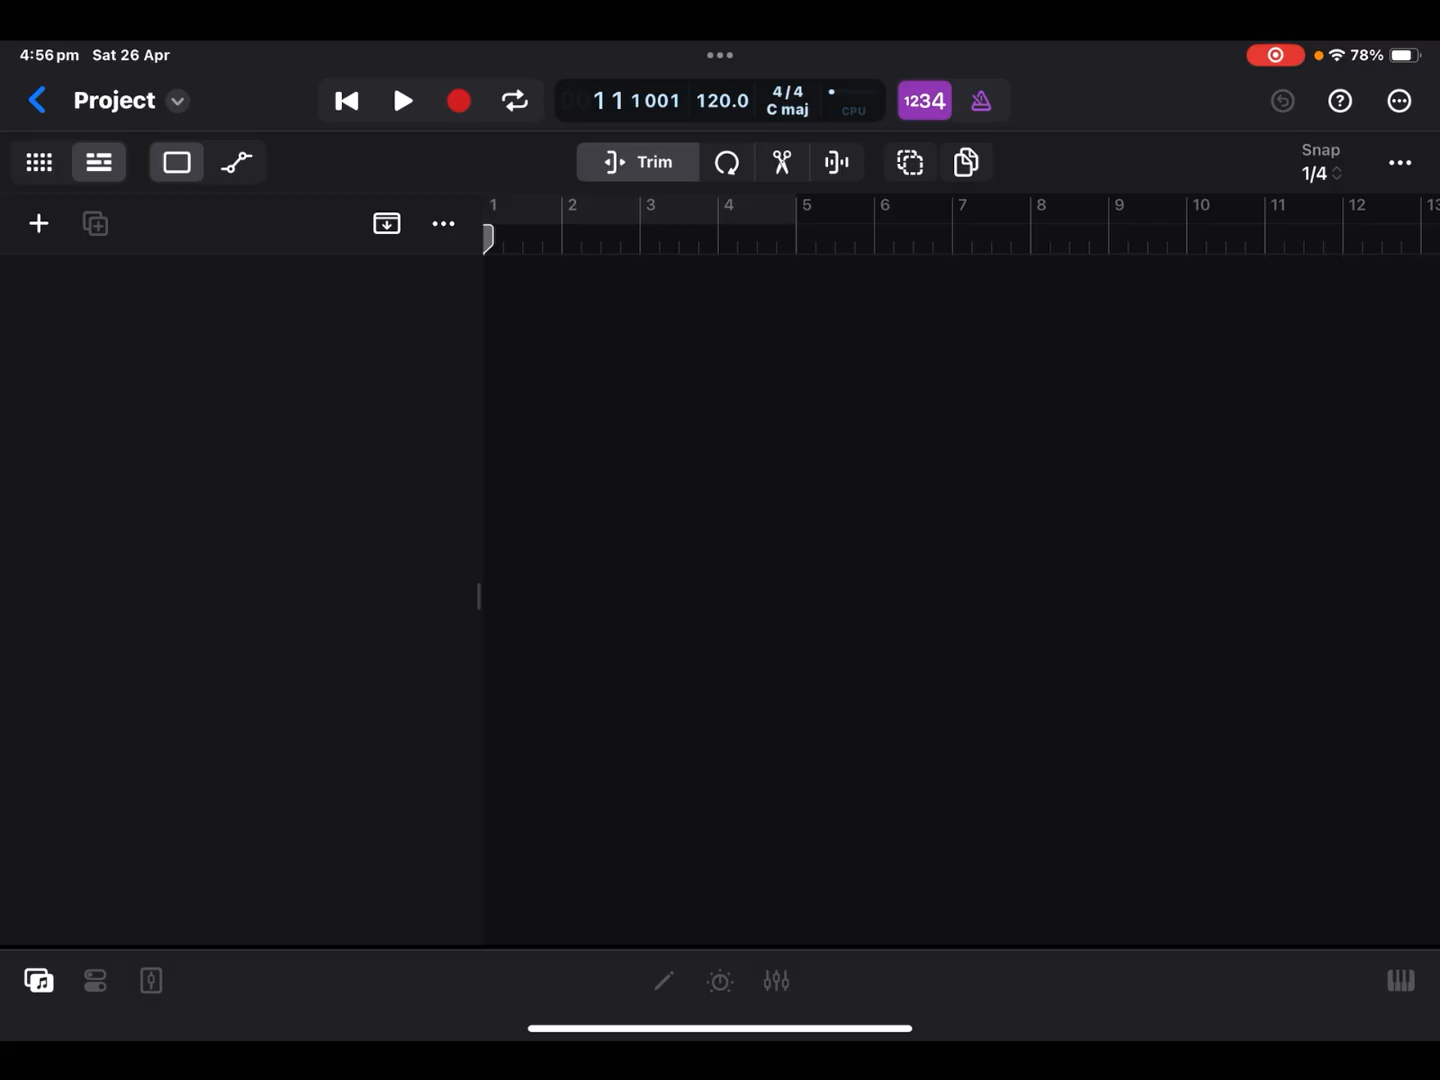 4:56 pm Sat 26 Apr 78%
Project 1 1 1 001 120.0 4/4 C maj CPU 1234
Trim Snap 1/4
1 2 3 4 5 6 7 8 9 10 11 12 13